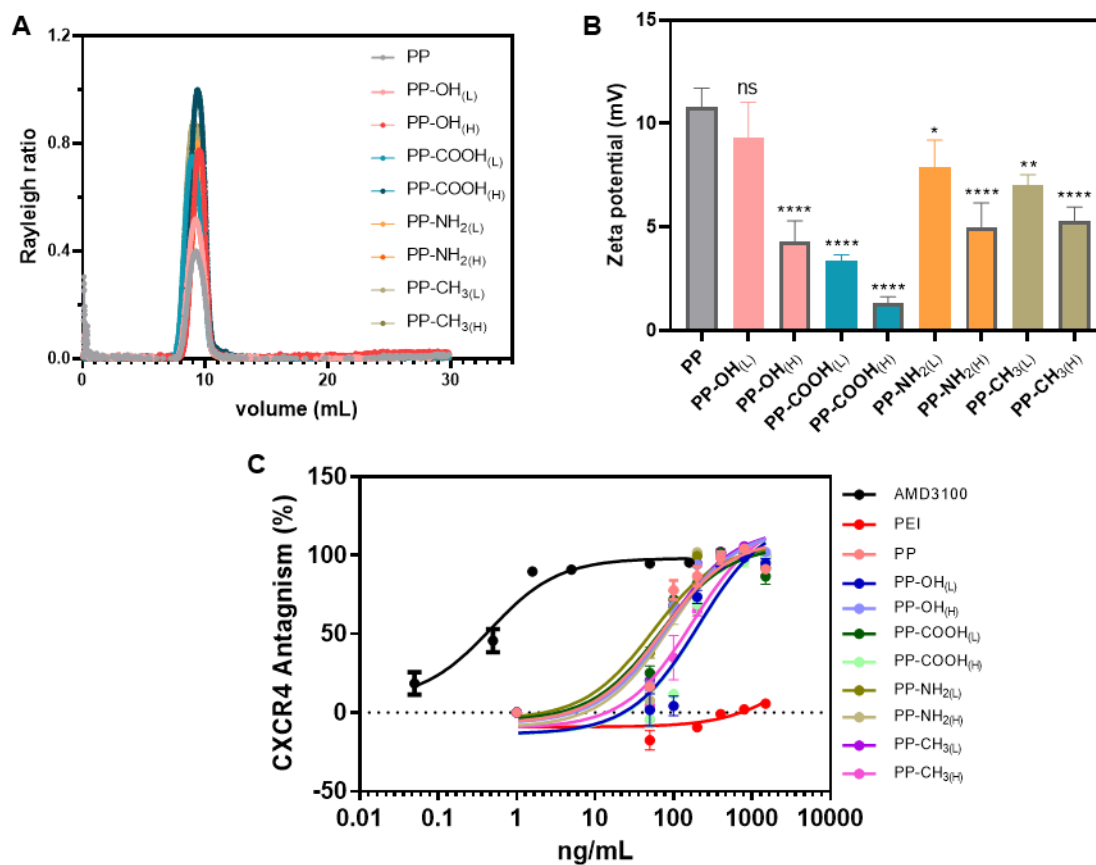 A
Rayleigh ratio
1.2
0.8
0.4
0.0
0
10
20
30
volume (mL)
PP
PP-OH(L)
PP-OH(H)
PP-COOH(L)
PP-COOH(H)
PP-NH2(L)
PP-NH2(H)
PP-CH3(L)
PP-CH3(H)
B
Zeta potential (mV)
15
10
5
0
ns
****
****
****
*
****
**
****
PP
PP-OH(L)
PP-OH(H)
PP-COOH(L)
PP-COOH(H)
PP-NH2(L)
PP-NH2(H)
PP-CH3(L)
PP-CH3(H)
C
CXCR4 Antagnism (%)
150
100
50
0
-50
0.01
0.1
1
10
100
1000
10000
ng/mL
AMD3100
PEI
PP
PP-OH(L)
PP-OH(H)
PP-COOH(L)
PP-COOH(H)
PP-NH2(L)
PP-NH2(H)
PP-CH3(L)
PP-CH3(H)